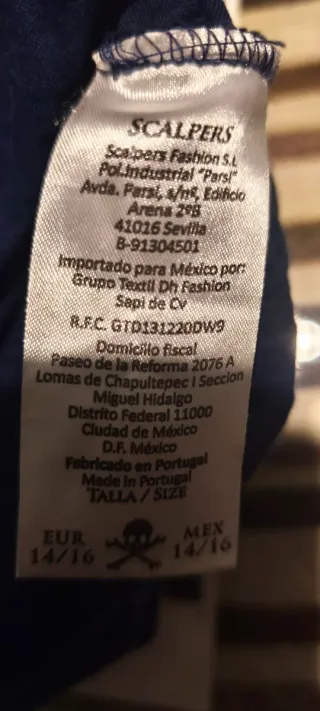 SCALPERS
Scalpers Fashion S.L
Pol.Industrial "Parsi"
Avda. Parsi, s/nº, Edificio
Arena 2ºB
41016 Sevilla
B-91304501
Importado para México por:
Grupo Textil Dh Fashion
Sapi de Cv
R.F.C. GTD131220DW9
Domicilio fiscal
Paseo de la Reforma 2076 A
Lomas de Chapultepec I Seccion
Miguel Hidalgo
Distrito Federal 11000
Ciudad de México
D.F. México
Fabricado en Portugal
Made in Portugal
TALLA / SIZE
EUR MEX
14/16 14/16